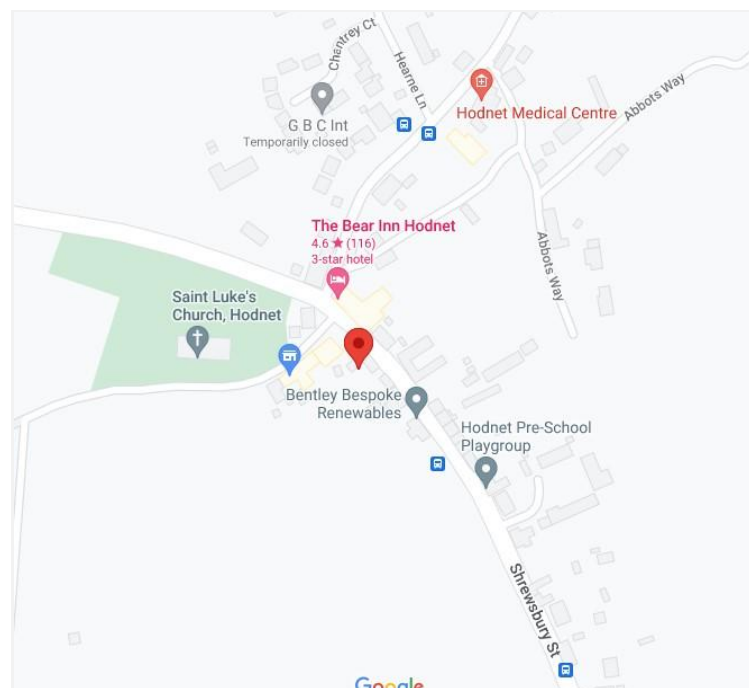 Chantrey Ct
Hearne Ln
G B C Int
Temporarily closed
Hodnet Medical Centre
Abbots Way
The Bear Inn Hodnet
4.6 ★ (116)
3-star hotel
Abbots Way
Saint Luke's
Church, Hodnet
Bentley Bespoke
Renewables
Hodnet Pre-School
Playgroup
Shrewsbury St
Google